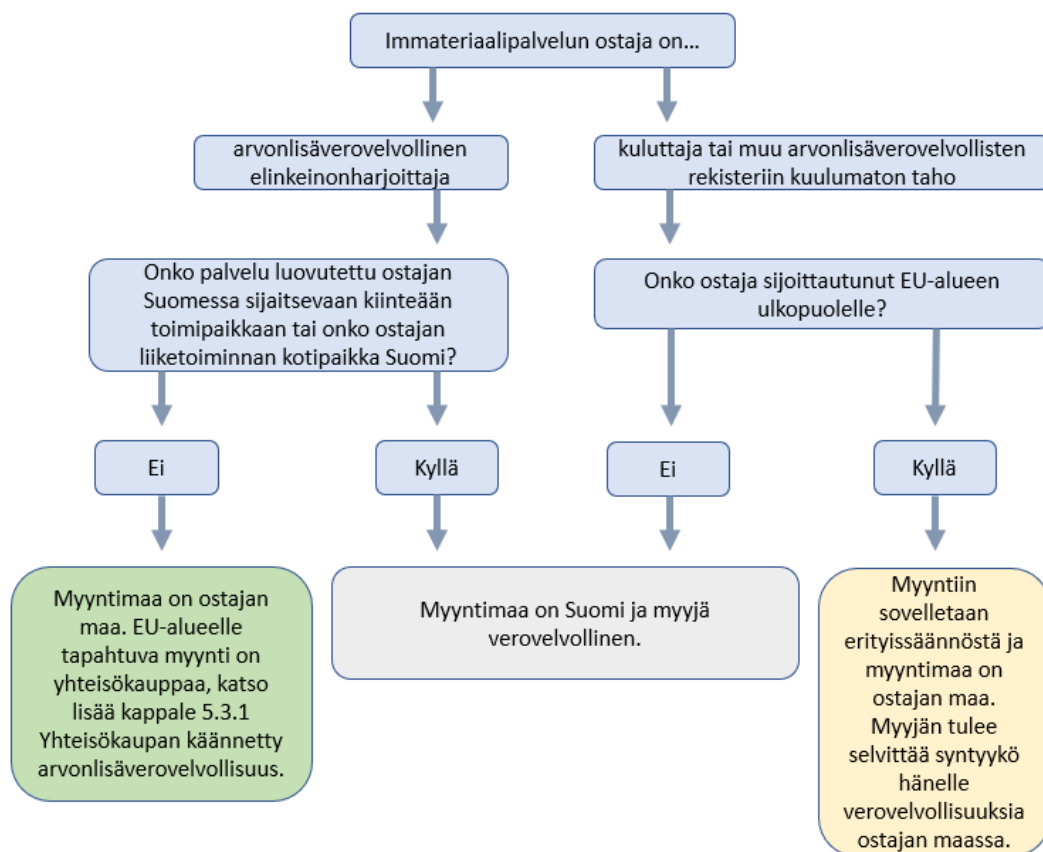 Immateriaalipalvelun ostaja on…
arvonlisäverovelvollinen
elinkeinonharjoittaja
kuluttaja tai muu arvonlisäverovelvollisten
rekisteriin kuulumaton taho
Onko palvelu luovutettu ostajan
Suomessa sijaitsevaan kiinteään
toimipaikkaan tai onko ostajan
liiketoiminnan kotipaikka Suomi?
Onko ostaja sijoittautunut EU-alueen
ulkopuolelle?
Ei
Kyllä
Ei
Kyllä
Myyntimaa on ostajan
maa. EU-alueelle
tapahtuva myynti on
yhteisökauppaa, katso
lisää kappale 5.3.1
Yhteisökaupan käännetty
arvonlisäverovelvollisuus.
Myyntimaa on Suomi ja myyjä
verovelvollinen.
Myyntiin
sovelletaan
erityissäännöstä ja
myyntimaa on
ostajan maa.
Myyjän tulee
selvittää syntyykö
hänelle
verovelvollisuuksia
ostajan maassa.